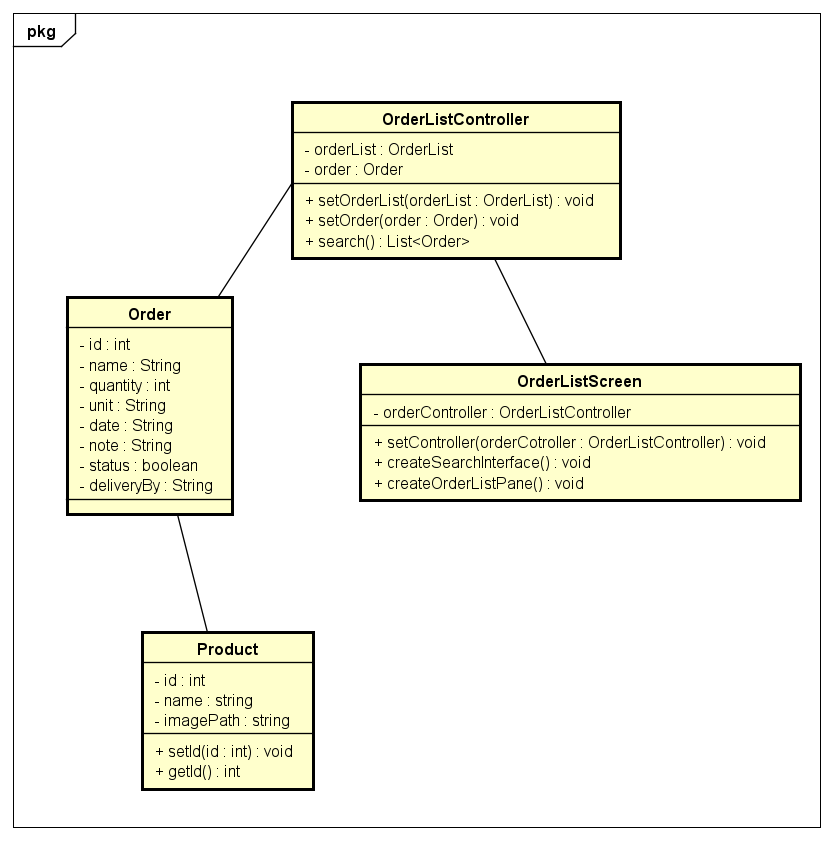 pkg
OrderListController
- orderList : OrderList
- order : Order
+ setOrderList(orderList : OrderList) : void
+ setOrder(order : Order) : void
+ search() : List<Order>
Order
- id : int
- name : String
- quantity : int
- unit : String
- date : String
- note : String
- status : boolean
- deliveryBy : String
OrderListScreen
- orderController : OrderListController
+ setController(orderCotroller : OrderListController) : void
+ createSearchInterface() : void
+ createOrderListPane() : void
Product
- id : int
- name : string
- imagePath : string
+ setId(id : int) : void
+ getId() : int